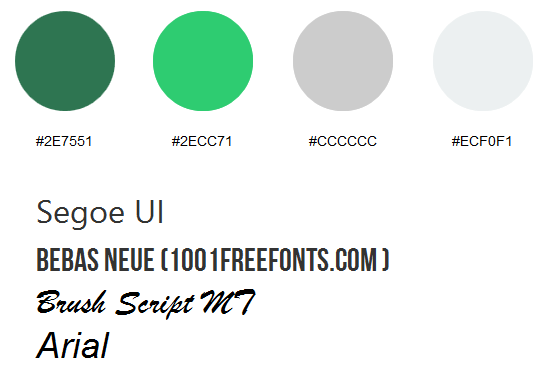 #2E7551 #2ECC71 #CCCCCC #ECF0F1
Segoe UI
BEBAS NEUE (1001FREEFONTS.COM )
Brush Script MT
Arial